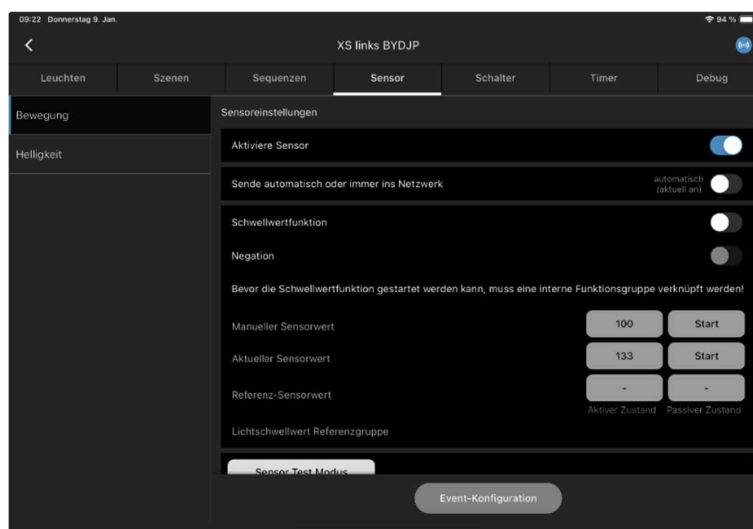 09:22 Donnerstag 9. Jan.
94 %
XS links BYDJP
Leuchten Szenen Sequenzen Sensor Schalter Timer Debug
Bewegung
Helligkeit
Sensoreinstellungen
Aktiviere Sensor
Sende automatisch oder immer ins Netzwerk
automatisch
(aktuell an)
Schwellwertfunktion
Negation
Bevor die Schwellwertfunktion gestartet werden kann, muss eine interne Funktionsgruppe verknüpft werden!
Manueller Sensorwert 100 Start
Aktueller Sensorwert 133 Start
Referenz-Sensorwert - -
Aktiver Zustand Passiver Zustand
Lichtschwellwert Referenzgruppe
Sensor Test Modus
Event-Konfiguration